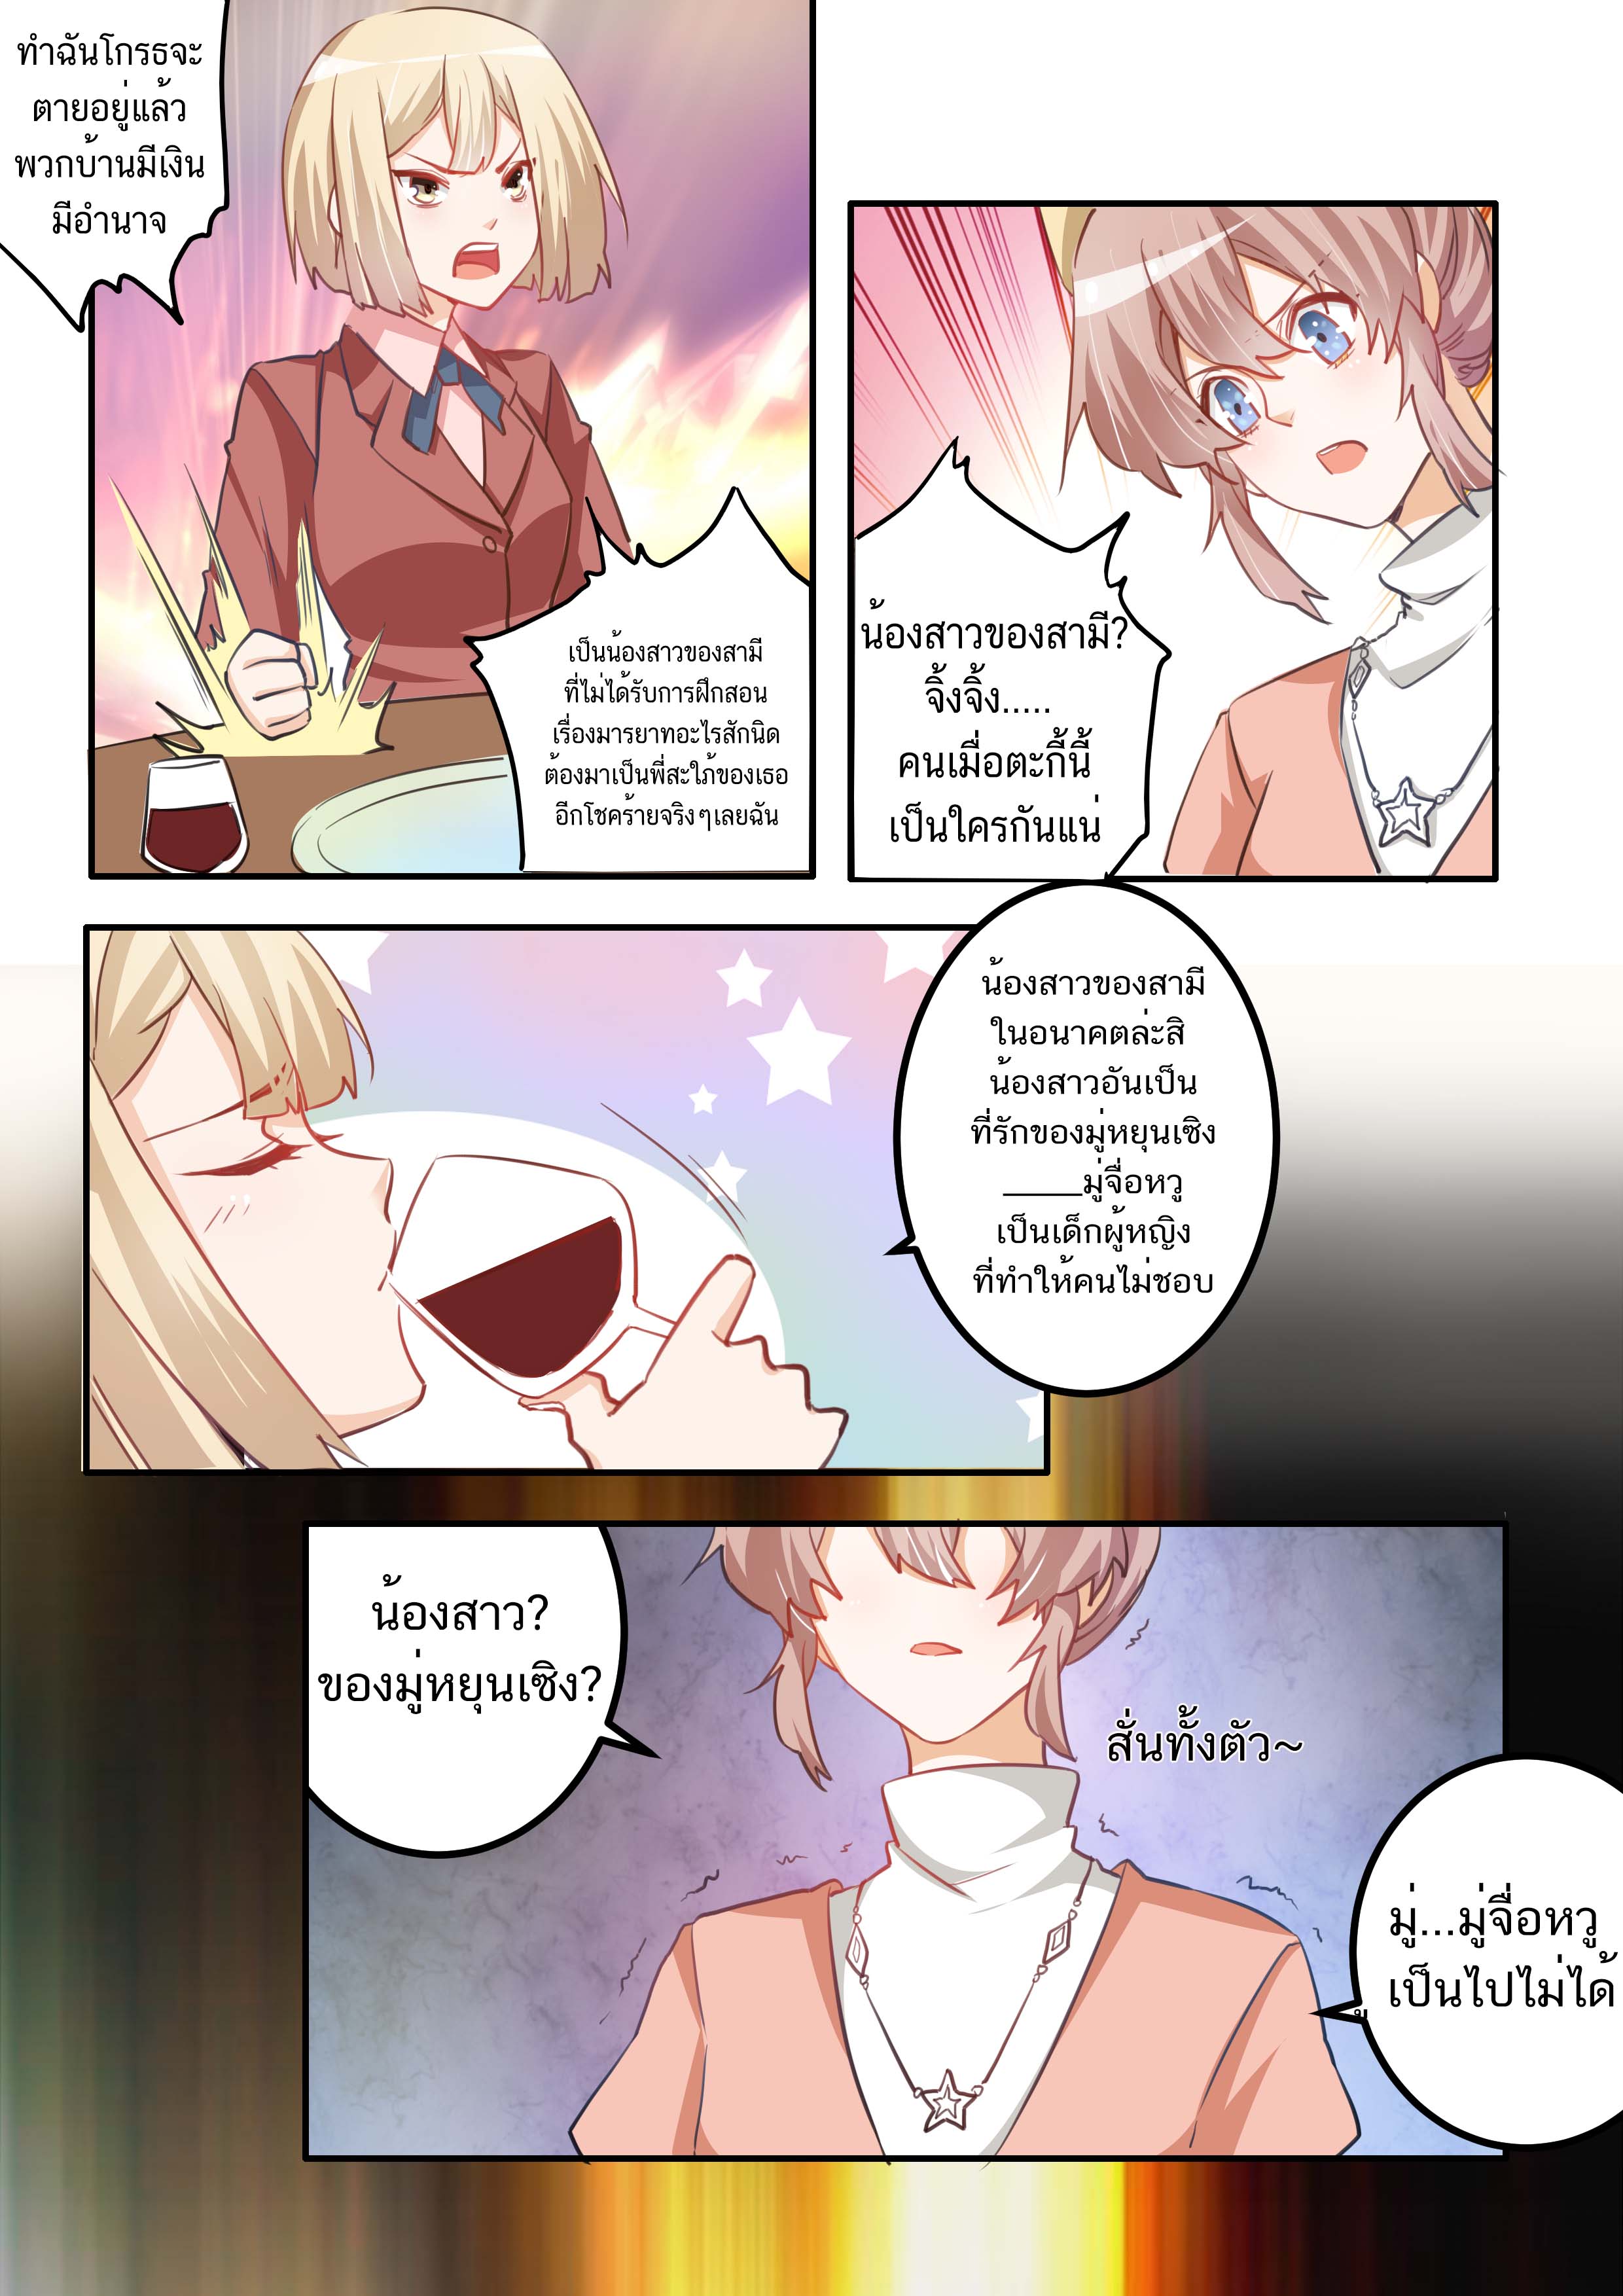 ทำฉันโกรธจะ
ตายอยู่แล้ว
พวกบ้านมีเงิน
มีอำนาจ
เป็นน้องสาวของสามี
ที่ไม่ได้รับการฝึกสอน
เรื่องมารยาทอะไรสักนิด
ต้องมาเป็นพี่สะใภ้ของเธอ
อีกโชคร้ายจริงๆเลยฉัน
น้องสาวของสามี?
จิ้งจิ้ง.....
คนเมื่อตะกี้นี้
เป็นใครกันแน่
น้องสาวของสามี
ในอนาคตล่ะสิ
น้องสาวอันเป็น
ที่รักของมู่หยุนเซิง
_____มู่จื่อหวู
เป็นเด็กผู้หญิง
ที่ทำให้คนไม่ชอบ
น้องสาว?
ของมู่หยุนเซิง?
สั่นทั้งตัว~
มู่...มู่จื่อหวู
เป็นไปไม่ได้